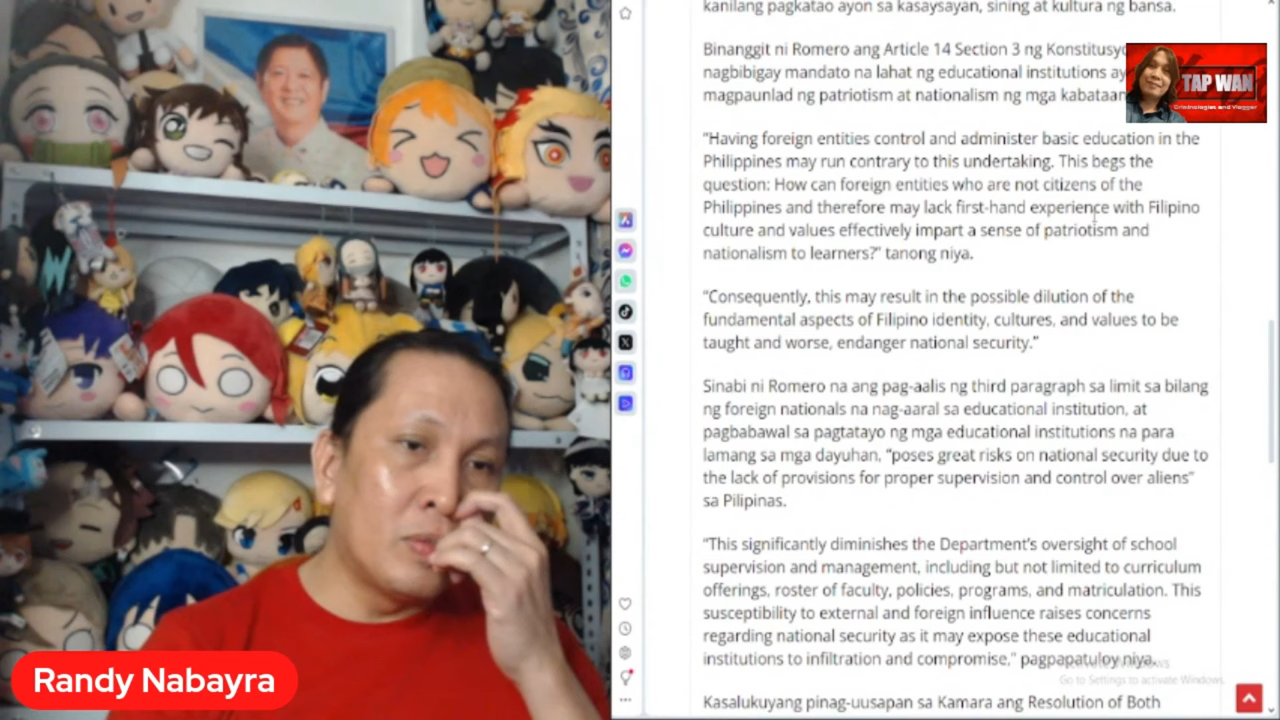 kanilang pagkatao ayon sa kasaysayan, sining at kultura ng bansa.
Binanggit ni Romero ang Article 14 Section 3 ng
nagbibigay mandato na lahat ng educational institutions
magpaunlad ng patriotism at nationalism ng mga
TAP WAN
Criminologies and Vlogger
“Having foreign entities control and administer basic education in the
Philippines may run contrary to this undertaking. This begs the
question: How can foreign entities who are not citizens of the
Philippines and therefore may lack first-hand experience with Filipino
culture and values effectively impart a sense of patriotism and
nationalism to learners?” tanong niya.
“Consequently, this may result in the possible dilution of the
fundamental aspects of Filipino identity, cultures, and values to be
taught and worse, endanger national security.”
Sinabi ni Romero na ang pag-aalis ng third paragraph sa limit sa bilang
ng foreign nationals na nag-aaral sa educational institution, at
pagbabawal sa pagtatayo ng mga educational institutions na para
lamang sa mga dayuhan, “poses great risks on national security due to
the lack of provisions for proper supervision and control over aliens”
sa Pilipinas.
“This significantly diminishes the Department’s oversight of school
supervision and management, including but not limited to curriculum
offerings, roster of faculty, policies, programs, and matriculation. This
susceptibility to external and foreign influence raises concerns
regarding national security as it may expose these educational
institutions to infiltration and compromise,” pagpapatuloy niya.
Activate Windows
Go to Settings to activate Windows.
Kasalukuyang pinag-uusapan sa Kamara ang Resolution of Both
Randy Nabayra